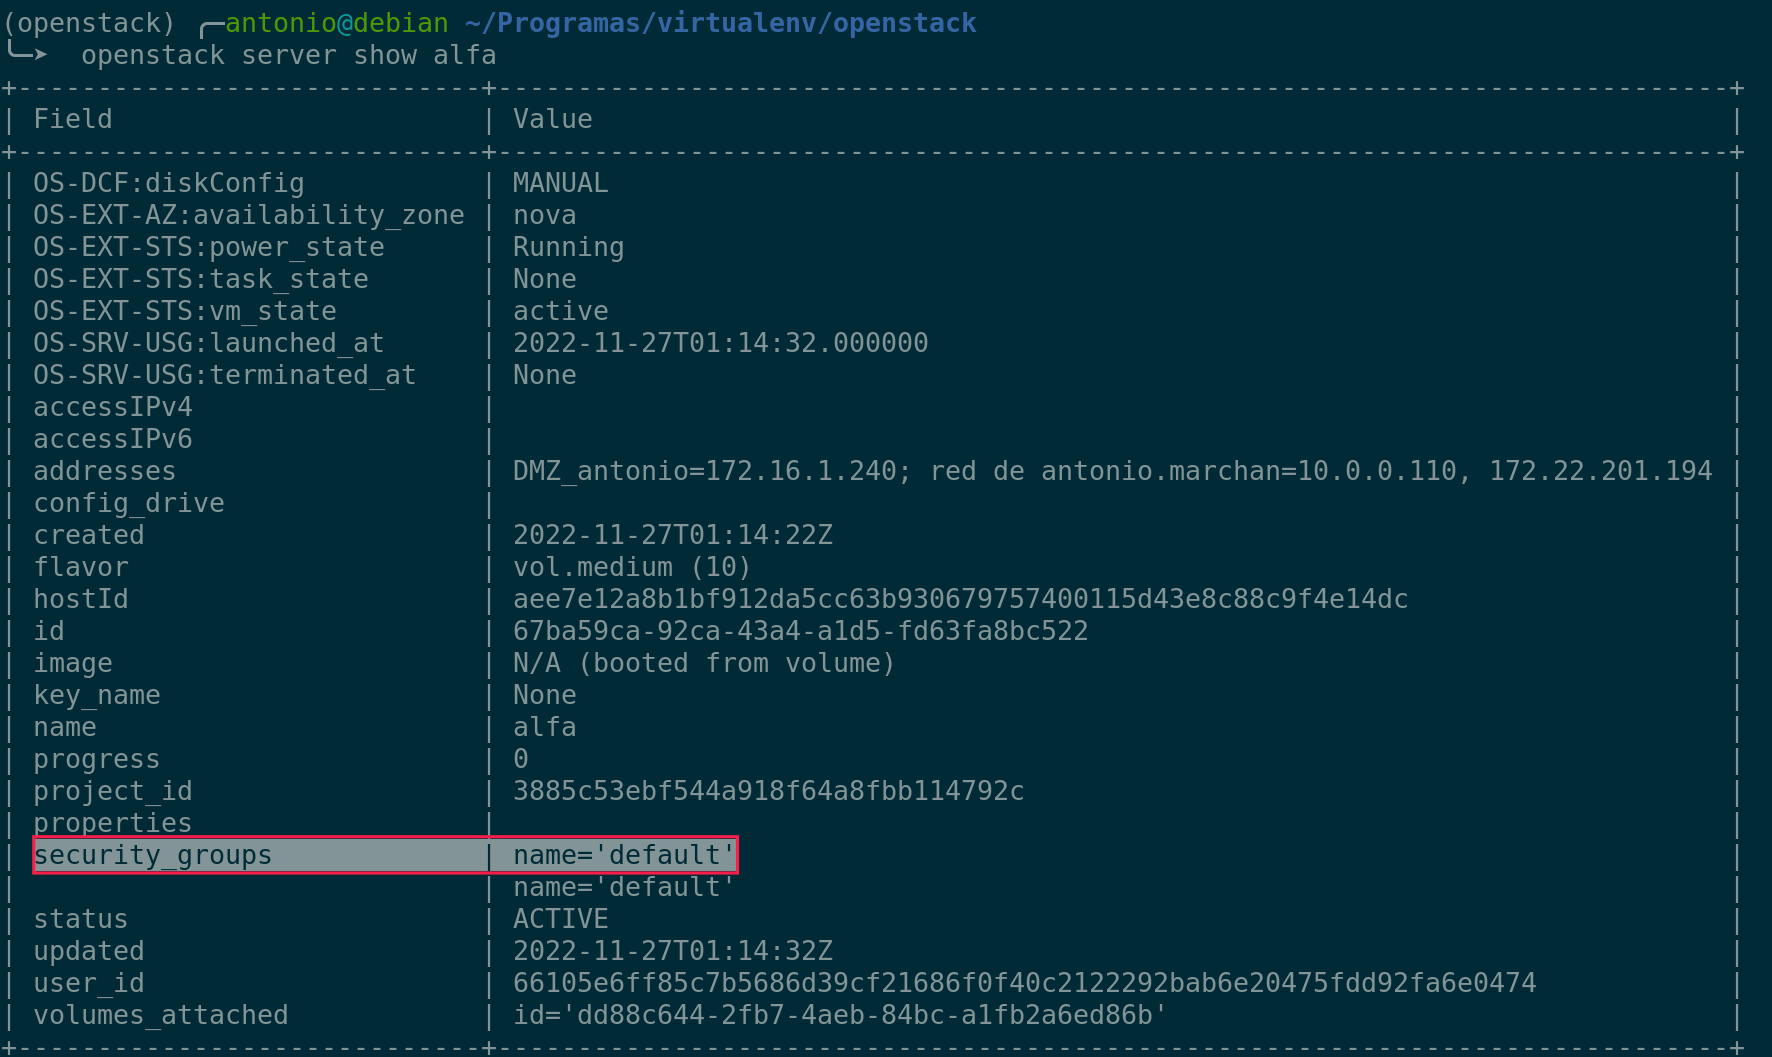 (openstack) ╭─antonio@debian ~/Programas/virtualenv/openstack
╰─➤  openstack server show alfa
+-----------------------------+-----------------------------------------------------------------------------+
| Field                       | Value                                                                       |
+-----------------------------+-----------------------------------------------------------------------------+
| OS-DCF:diskConfig           | MANUAL                                                                      |
| OS-EXT-AZ:availability_zone | nova                                                                        |
| OS-EXT-STS:power_state      | Running                                                                     |
| OS-EXT-STS:task_state       | None                                                                        |
| OS-EXT-STS:vm_state         | active                                                                      |
| OS-SRV-USG:launched_at      | 2022-11-27T01:14:32.000000                                                  |
| OS-SRV-USG:terminated_at    | None                                                                        |
| accessIPv4                  |                                                                             |
| accessIPv6                  |                                                                             |
| addresses                   | DMZ_antonio=172.16.1.240; red de antonio.marchan=10.0.0.110, 172.22.201.194 |
| config_drive                |                                                                             |
| created                     | 2022-11-27T01:14:22Z                                                        |
| flavor                      | vol.medium (10)                                                             |
| hostId                      | aee7e12a8b1bf912da5cc63b930679757400115d43e8c88c9f4e14dc                    |
| id                          | 67ba59ca-92ca-43a4-a1d5-fd63fa8bc522                                        |
| image                       | N/A (booted from volume)                                                    |
| key_name                    | None                                                                        |
| name                        | alfa                                                                        |
| progress                    | 0                                                                           |
| project_id                  | 3885c53ebf544a918f64a8fbb114792c                                            |
| properties                  |                                                                             |
| security_groups             | name='default'                                                              |
|                             | name='default'                                                              |
| status                      | ACTIVE                                                                      |
| updated                     | 2022-11-27T01:14:32Z                                                        |
| user_id                     | 66105e6ff85c7b5686d39cf21686f0f40c2122292bab6e20475fdd92fa6e0474            |
| volumes_attached            | id='dd88c644-2fb7-4aeb-84bc-a1fb2a6ed86b'                                   |
+-----------------------------+-----------------------------------------------------------------------------+